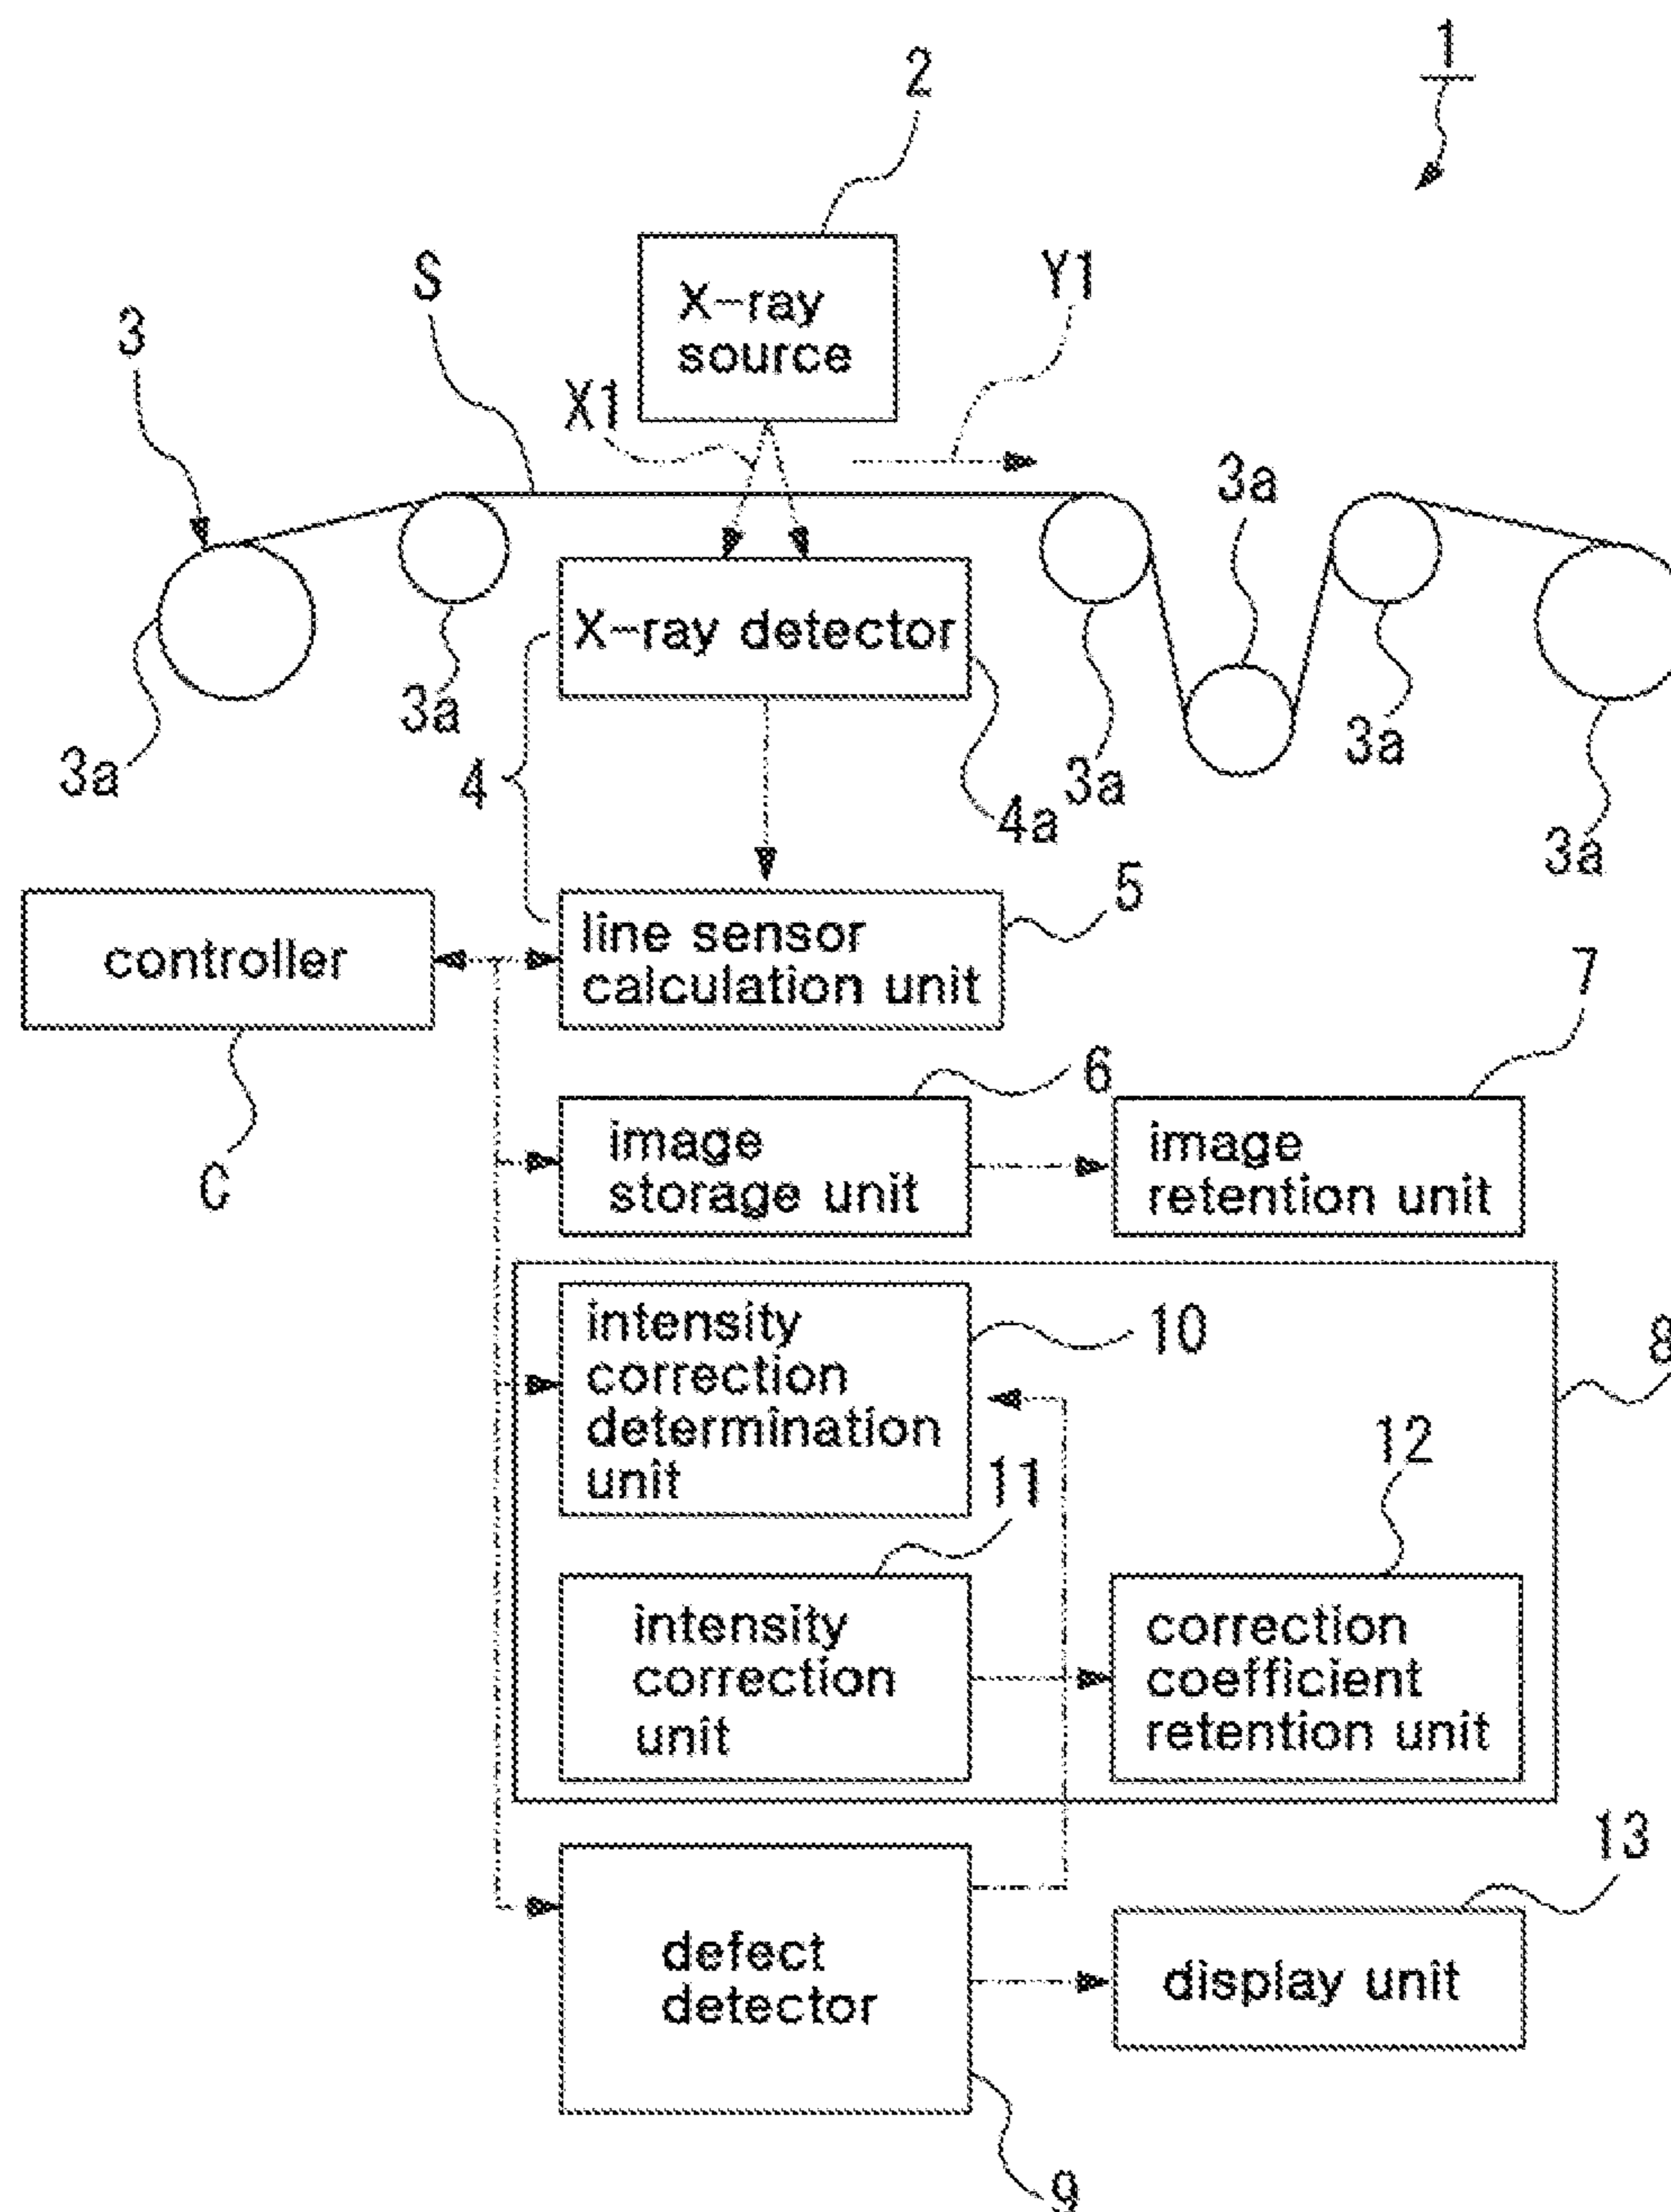 1
2
S
X-ray
source
Y1
3
X1
3a
X-ray detector
3a
3a
3a
3a
4
3a
4a
3a
controller
line sensor
calculation unit
5
7
C
6
image
storage unit
image
retention unit
intensity
correction
determination
unit
10
8
11
12
intensity
correction
unit
correction
coefficient
retention unit
13
defect
detector
display unit
9